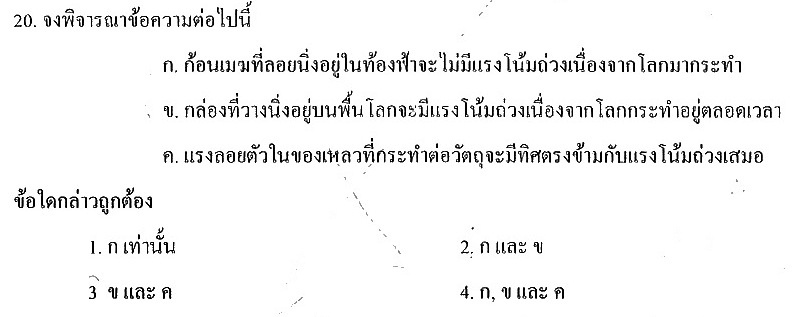 20. จงพิจารณาข้อความต่อไปนี้
ก. ก้อนเมฆที่ลอยนิ่งอยู่ในท้องฟ้าจะไม่มีแรงโน้มถ่วงเนื่องจากโลกมากระทำ
ข. กล่องที่วางนิ่งอยู่บนพื้นโลกจะมีแรงโน้มถ่วงเนื่องจากโลกกระทำอยู่ตลอดเวลา
ค. แรงลอยตัวในของเหลวที่กระทำต่อวัตถุจะมีทิศตรงข้ามกับแรงโน้มถ่วงเสมอ
ข้อใดกล่าวถูกต้อง
1. ก เท่านั้น 2. ก และ ข
3 ข และ ค 4. ก, ข และ ค